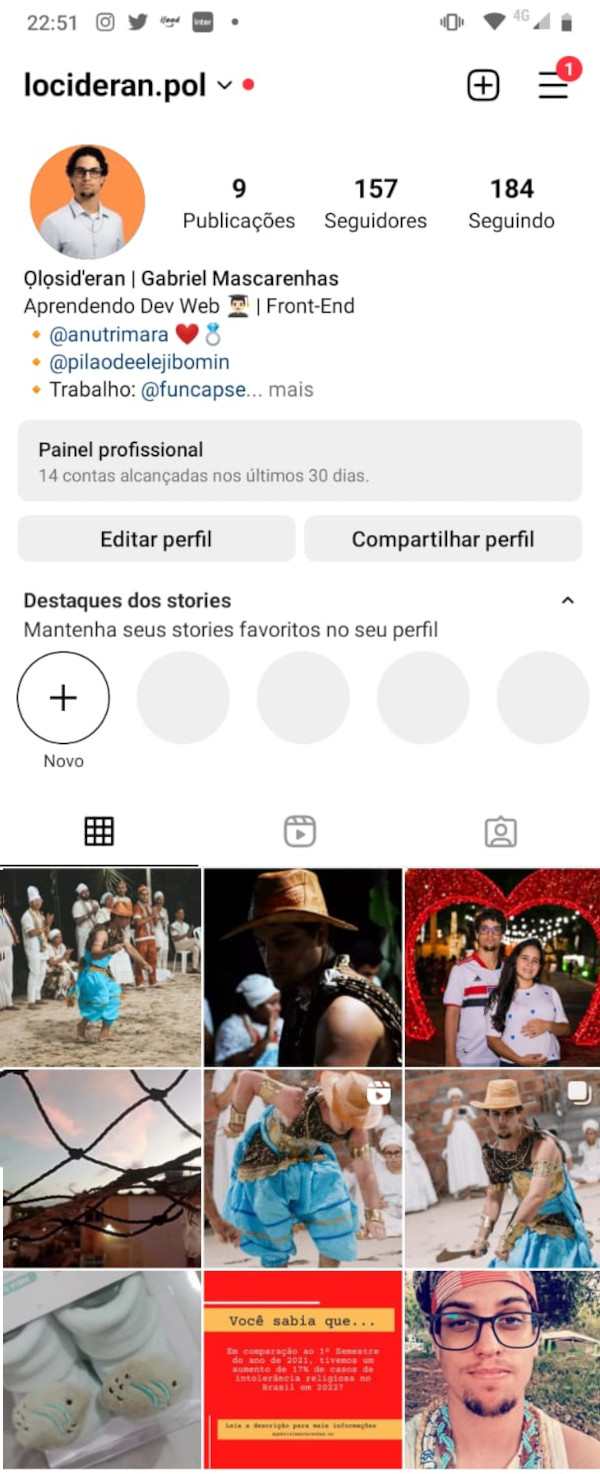 22:51
ifood
inter
4G
locideran.pol
1
9
157
184
Publicações
Seguidores
Seguindo
Ọlọsid'eran | Gabriel Mascarenhas
Aprendendo Dev Web 👨🏻‍🎓 | Front-End
🔸@anutrimara ❤️💍
🔸@pilaodeelejibomin
🔸Trabalho: @funcapse... mais
Painel profissional
14 contas alcançadas nos últimos 30 dias.
Editar perfil
Compartilhar perfil
Destaques dos stories
Mantenha seus stories favoritos no seu perfil
Novo
Você sabia que...
Em comparação ao 1º Semestre
do ano de 2021, tivemos um
aumento de 17% de casos de
intolerância religiosa no
Brasil em 2022?
Leia a descrição para mais informações